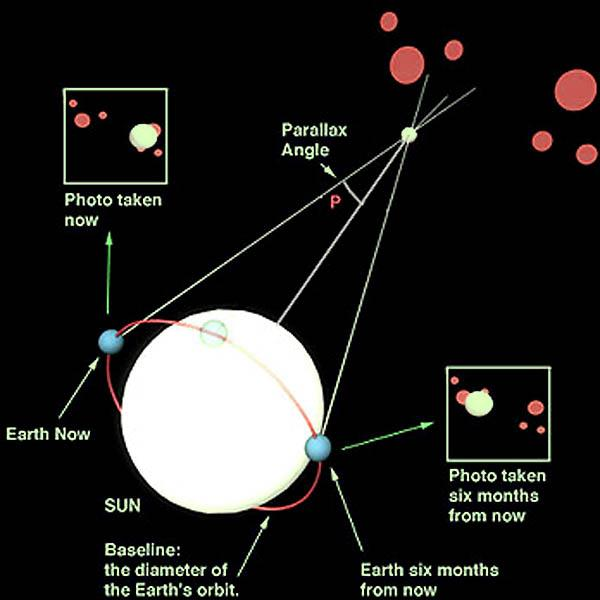 Parallax
Angle
P
Photo taken
now
Earth Now
SUN
Photo taken
six months
from now
Baseline:
the diameter of
the Earth's orbit.
Earth six months
from now